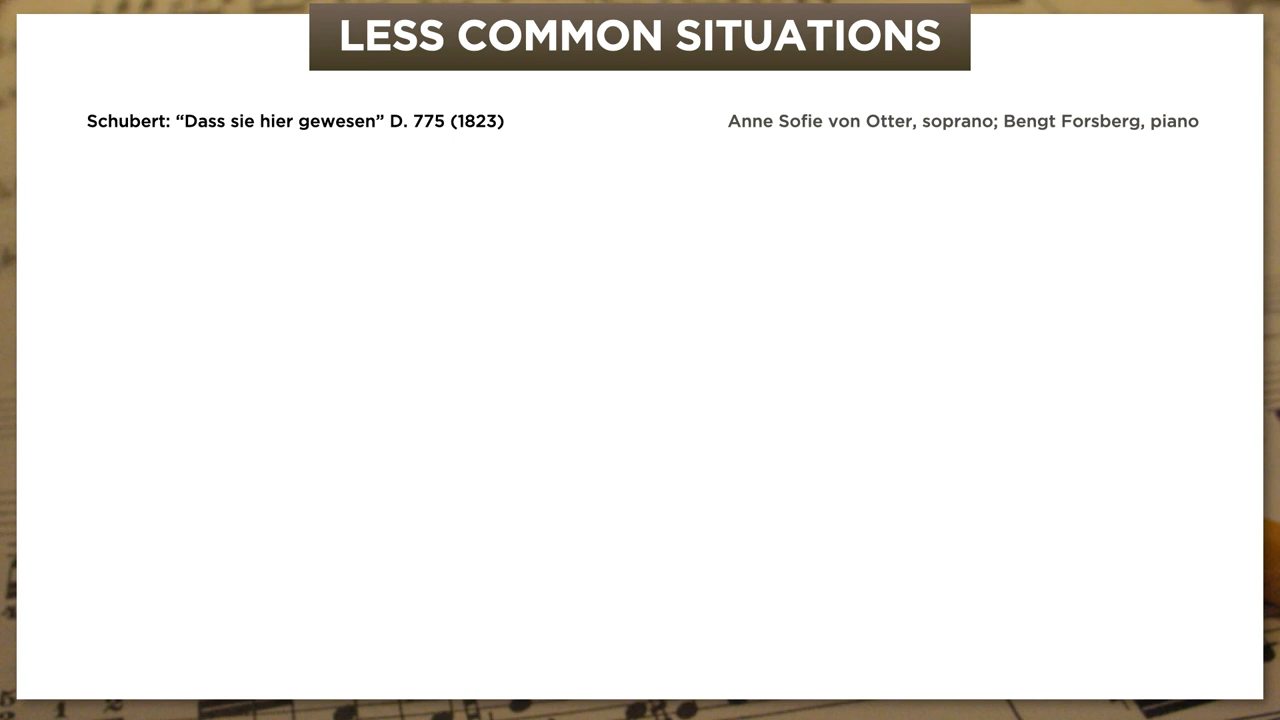 LESS COMMON SITUATIONS
Schubert: “Dass sie hier gewesen” D. 775 (1823)
Anne Sofie von Otter, soprano; Bengt Forsberg, piano